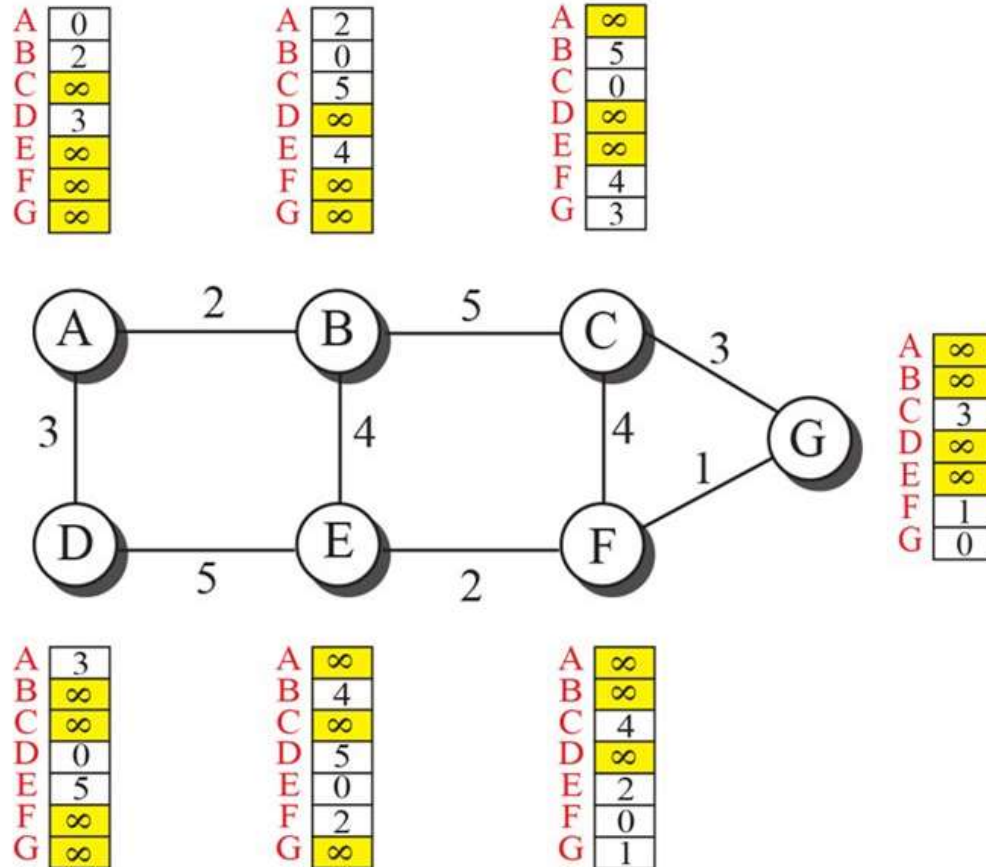 A 0
B 2
C ∞
D 3
E ∞
F ∞
G ∞
A 2
B 0
C 5
D ∞
E 4
F ∞
G ∞
A ∞
B 5
C 0
D ∞
E ∞
F 4
G 3
A 2 B 5 C 3
3 4 4 G
1
D 5 E 2 F
A ∞
B ∞
C 3
D ∞
E ∞
F 1
G 0
A 3
B ∞
C ∞
D 0
E 5
F ∞
G ∞
A ∞
B 4
C ∞
D 5
E 0
F 2
G ∞
A ∞
B ∞
C 4
D ∞
E 2
F 0
G 1